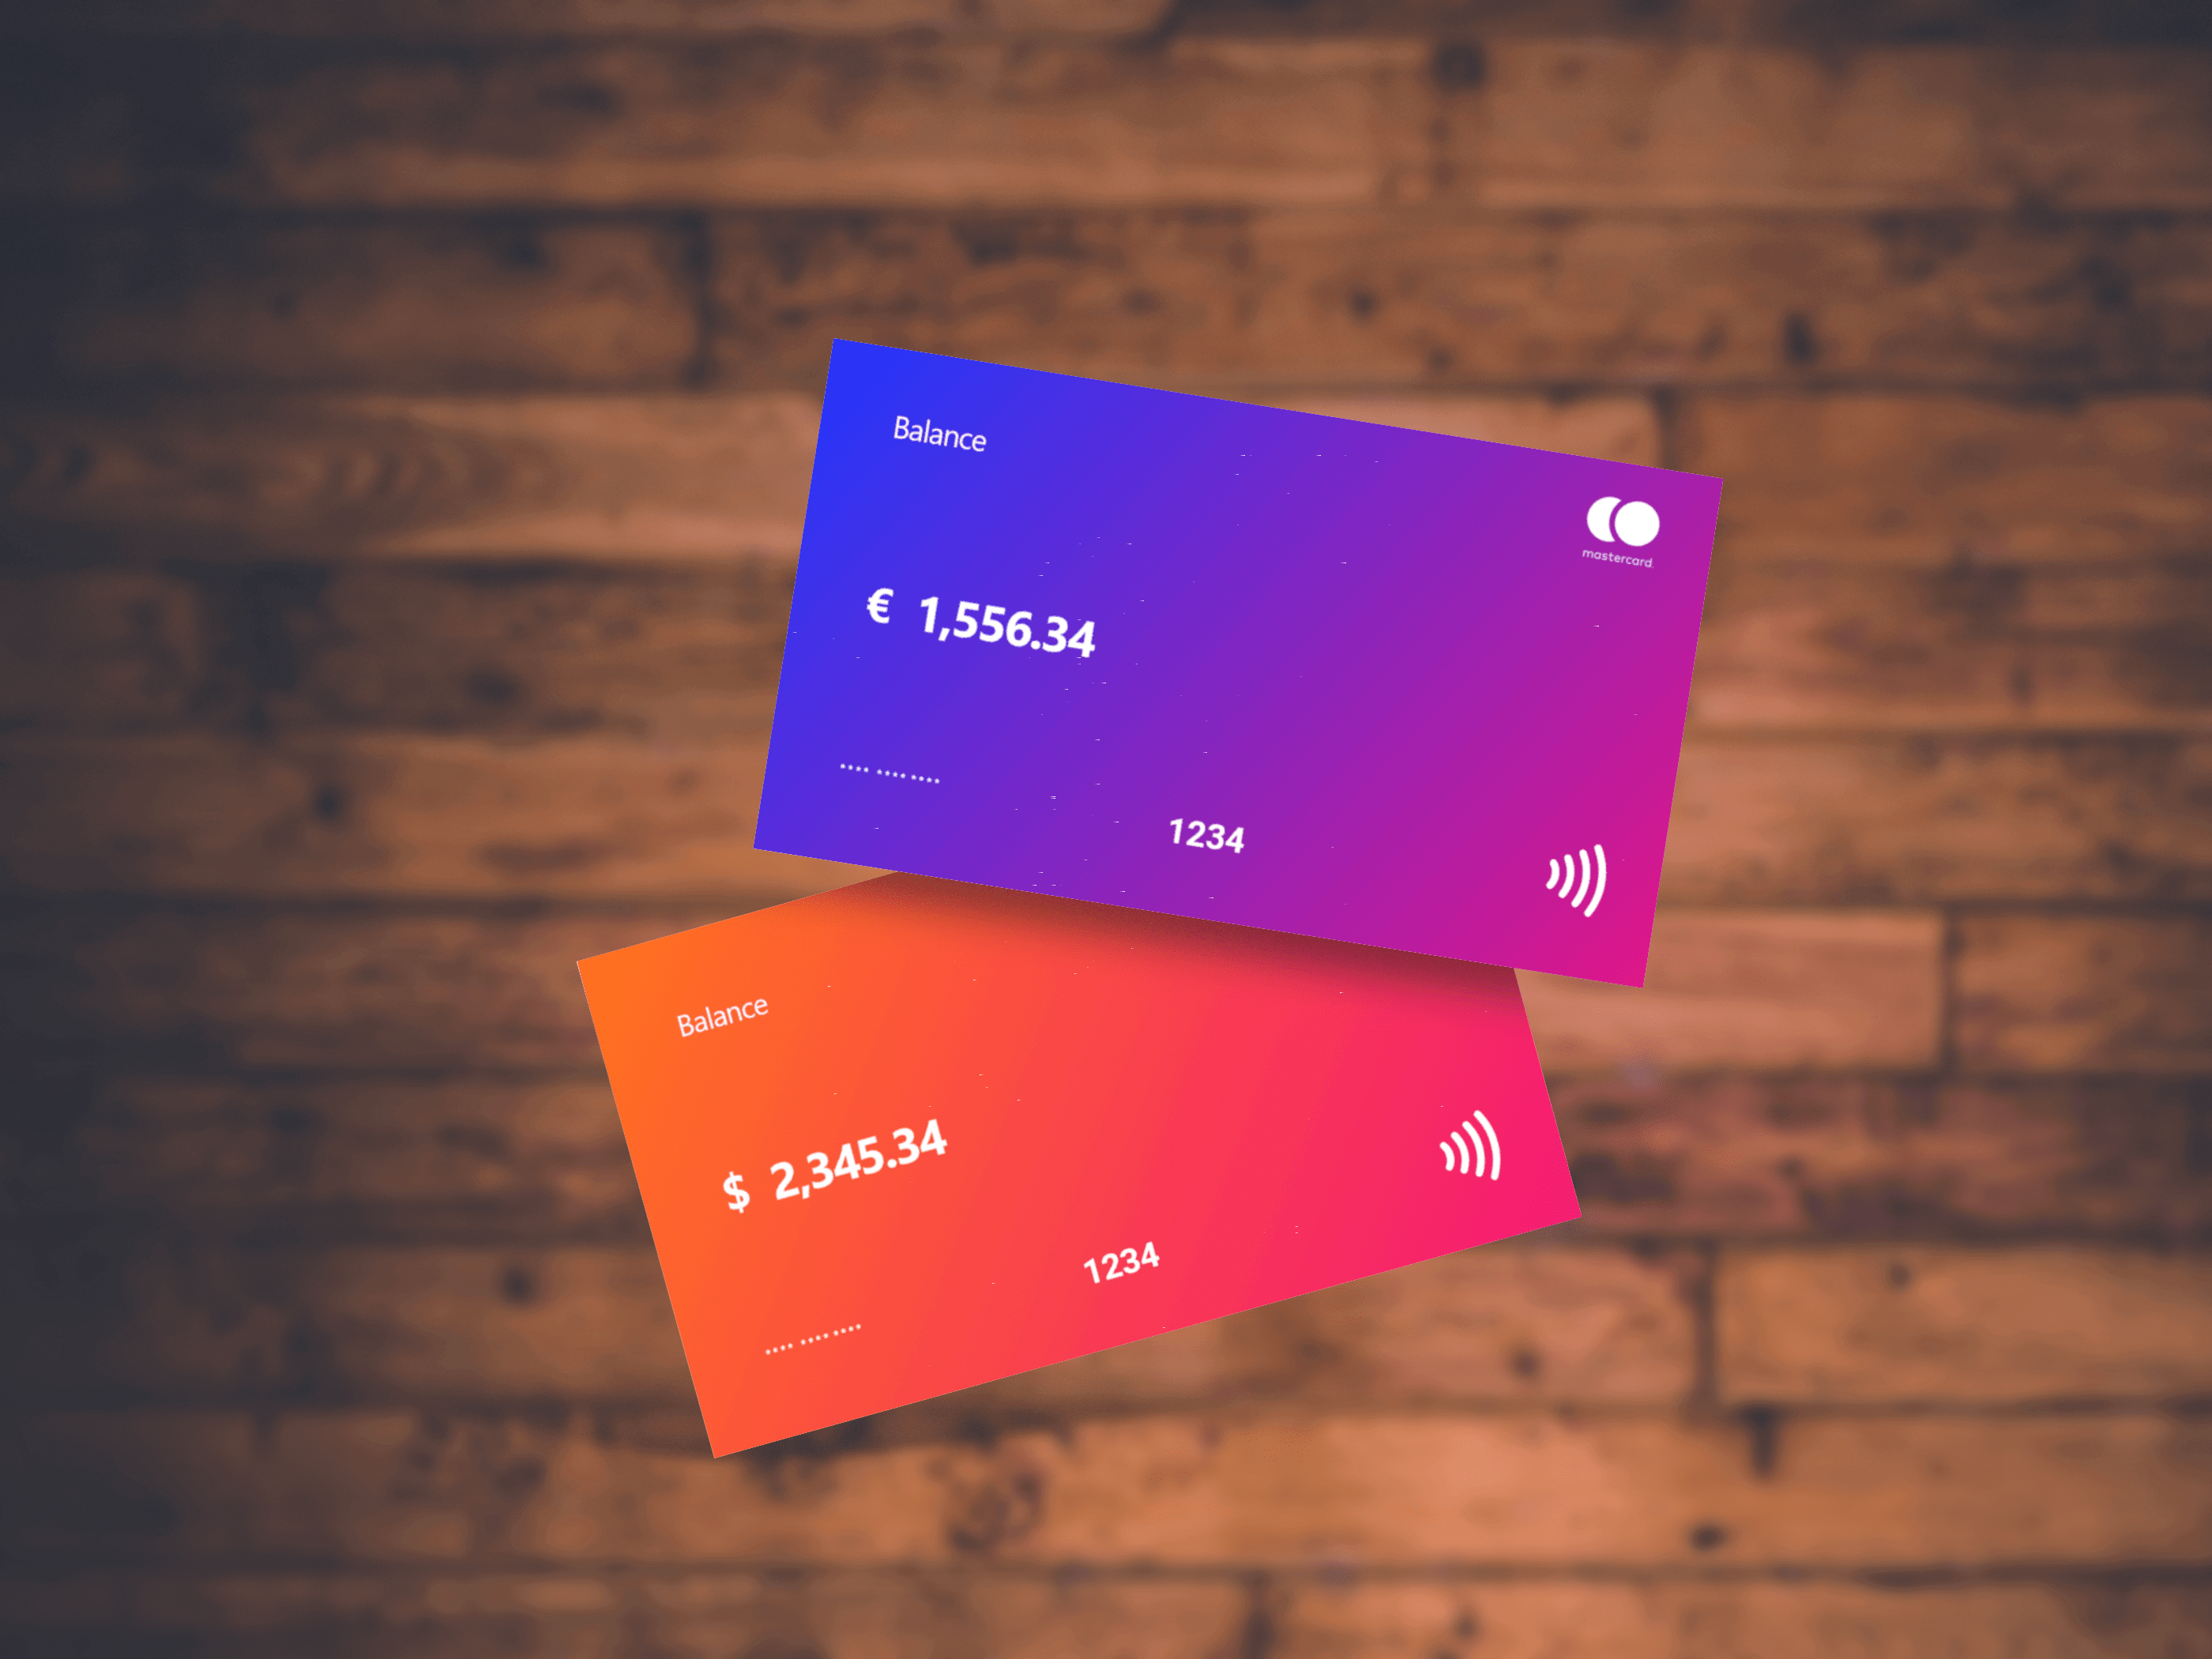 Balance
mastercard.
€ 1,556.34
•••• •••• ••••
1234
Balance
$ 2,345.34
1234
•••• •••• ••••